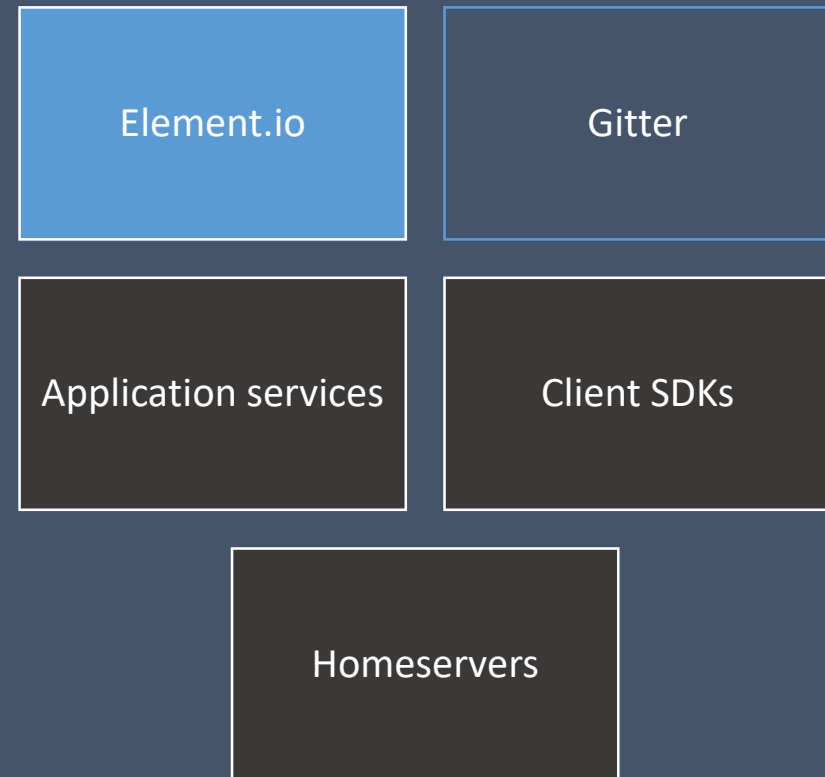 Element.io
Gitter
Application services
Client SDKs
Homeservers